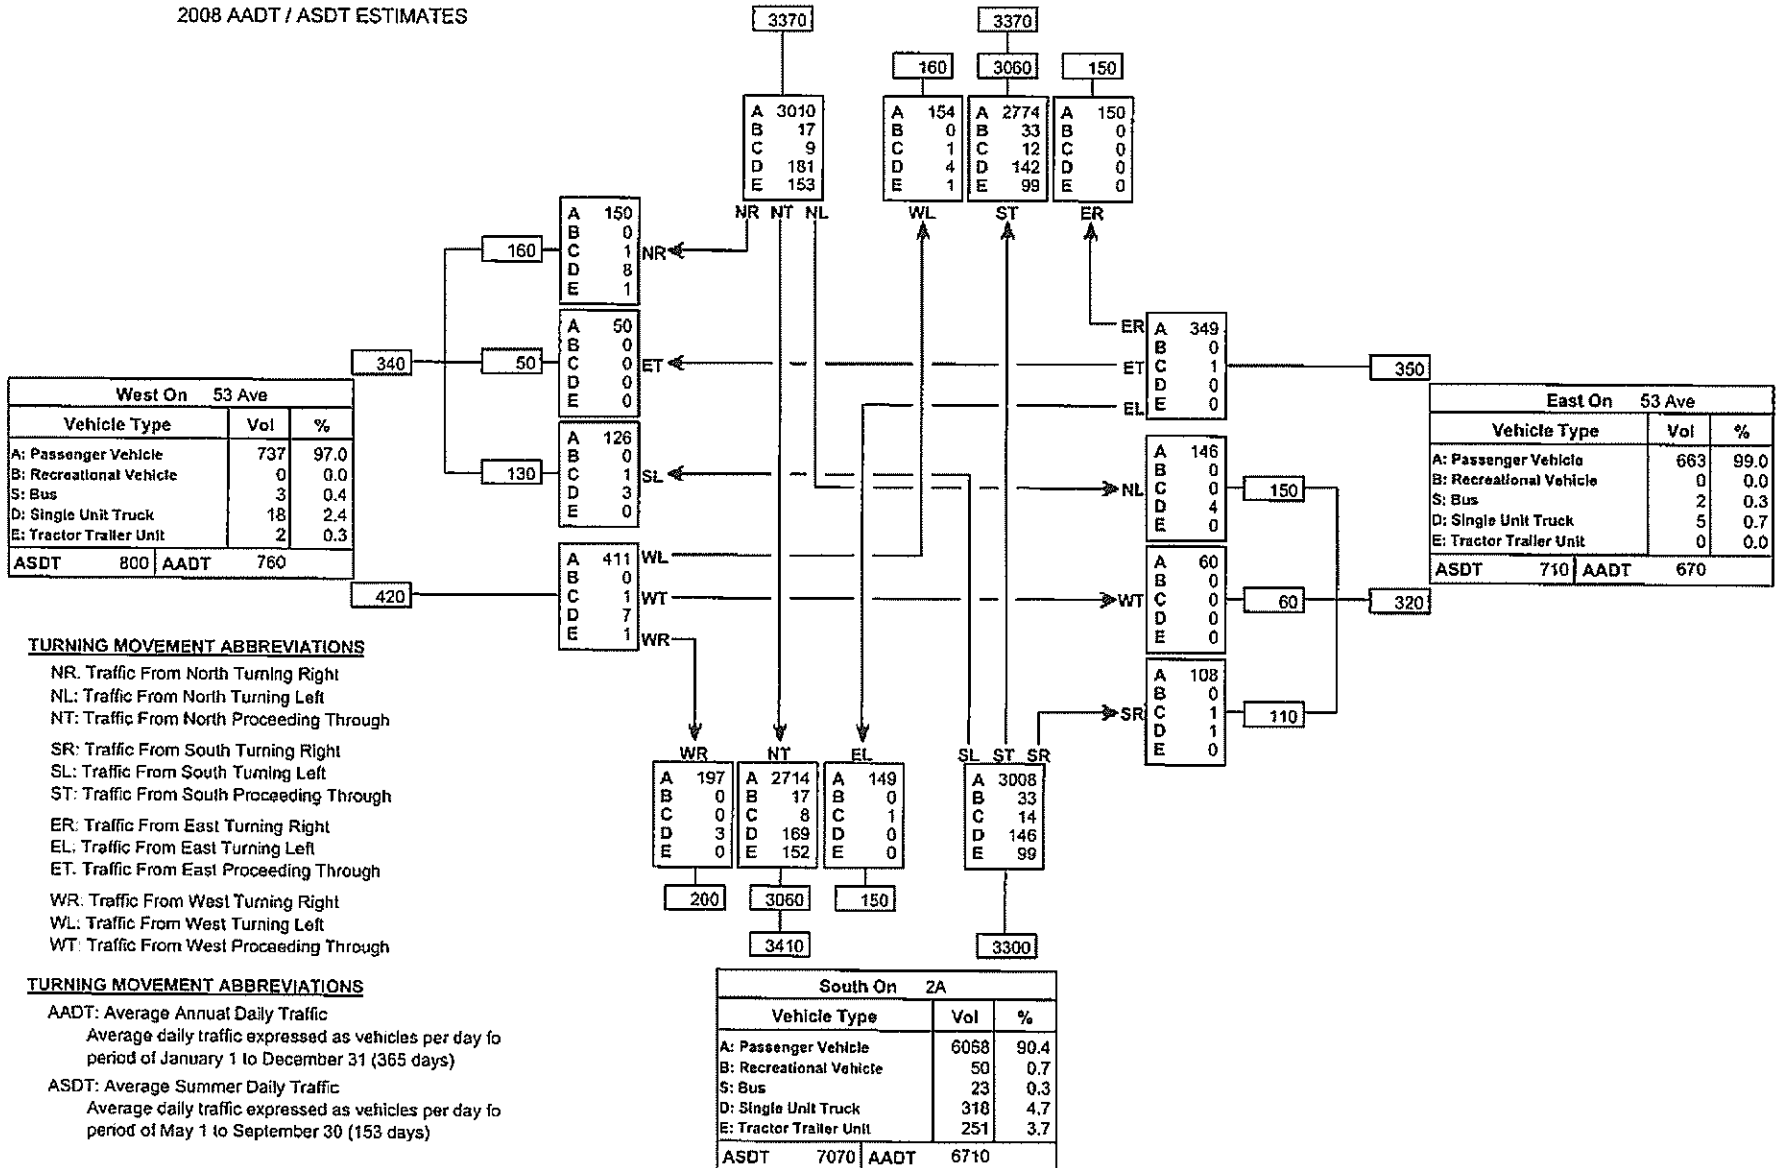 2008 AADT / ASDT ESTIMATES
3370
3370
160
3060
150
A 3010
B 17
C 9
D 181
E 153
A 154
B 0
C 1
D 4
E 1
A 2774
B 33
C 12
D 142
E 99
A 150
B 0
C 0
D 0
E 0
NR NT NL
WL
ST
ER
160
A 150
B 0
C 1
D 8
E 1
NR
340
50
A 50
B 0
C 0
D 0
E 0
ET
130
A 126
B 0
C 1
D 3
E 0
SL
ER
ET
EL
A 349
B 0
C 1
D 0
E 0
350
West On 53 Ave
Vehicle Type Vol %
A: Passenger Vehicle 737 97.0
B: Recreational Vehicle 0 0.0
S: Bus 3 0.4
D: Single Unit Truck 18 2.4
E: Tractor Trailer Unit 2 0.3
ASDT 800 AADT 760
East On 53 Ave
Vehicle Type Vol %
A: Passenger Vehicle 663 99.0
B: Recreational Vehicle 0 0.0
S: Bus 2 0.3
D: Single Unit Truck 5 0.7
E: Tractor Trailer Unit 0 0.0
ASDT 710 AADT 670
NL
A 146
B 0
C 0
D 4
E 0
150
420
A 411
B 0
C 1
D 7
E 1
WL
WT
WR
WT
A 60
B 0
C 0
D 0
E 0
60
320
SR
A 108
B 0
C 1
D 1
E 0
110
TURNING MOVEMENT ABBREVIATIONS
NR. Traffic From North Turning Right
NL: Traffic From North Turning Left
NT: Traffic From North Proceeding Through
SR: Traffic From South Turning Right
SL: Traffic From South Turning Left
ST: Traffic From South Proceeding Through
ER: Traffic From East Turning Right
EL: Traffic From East Turning Left
ET. Traffic From East Proceeding Through
WR: Traffic From West Turning Right
WL: Traffic From West Turning Left
WT: Traffic From West Proceeding Through
TURNING MOVEMENT ABBREVIATIONS
AADT: Average Annual Daily Traffic
Average daily traffic expressed as vehicles per day fo
period of January 1 to December 31 (365 days)
ASDT: Average Summer Daily Traffic
Average daily traffic expressed as vehicles per day fo
period of May 1 to September 30 (153 days)
WR
NT
EL
SL ST SR
A 197
B 0
C 0
D 3
E 0
A 2714
B 17
C 8
D 169
E 152
A 149
B 0
C 1
D 0
E 0
A 3008
B 33
C 14
D 146
E 99
200
3060
150
3410
3300
South On 2A
Vehicle Type Vol %
A: Passenger Vehicle 6068 90.4
B: Recreational Vehicle 50 0.7
S: Bus 23 0.3
D: Single Unit Truck 318 4.7
E: Tractor Trailer Unit 251 3.7
ASDT 7070 AADT 6710